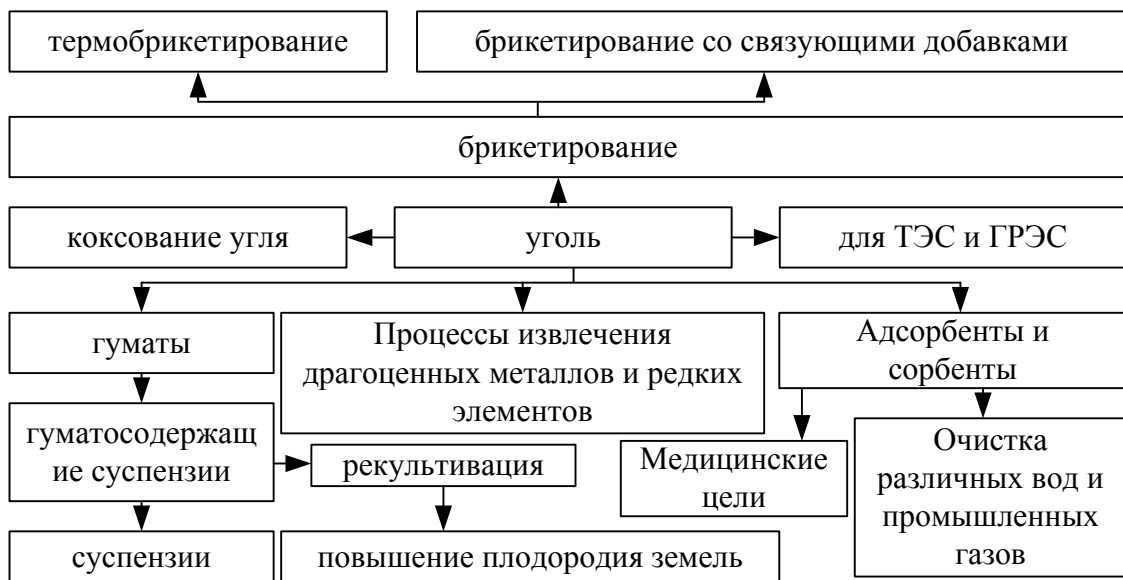 термобрикетирование
брикетирование со связующими добавками
брикетирование
коксование угля
уголь
для ТЭС и ГРЭС
гуматы
Процессы извлечения
драгоценных металлов и редких
элементов
Адсорбенты и
сорбенты
гуматосодержащ
ие суспензии
рекультивация
Медицинские
цели
Очистка
различных вод и
промышленных
газов
суспензии
повышение плодородия земель